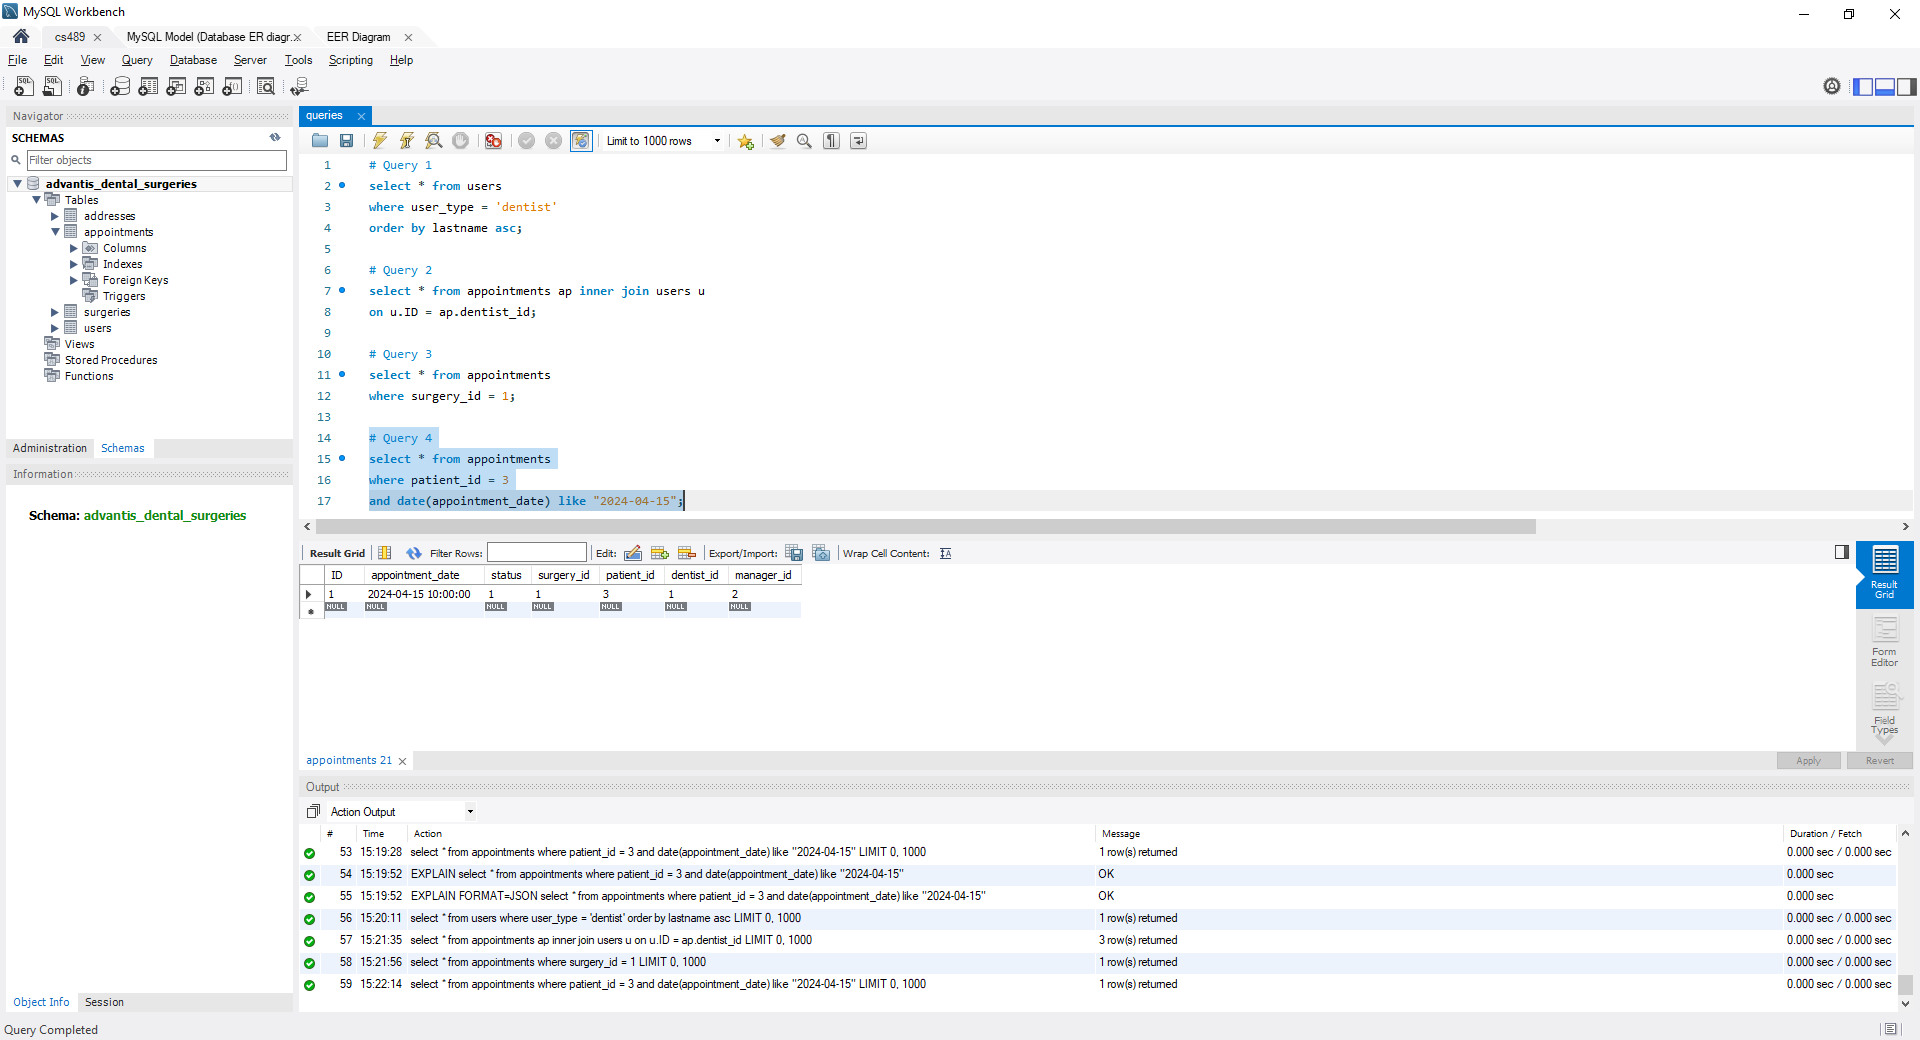 MySQL Workbench
cs489
MySQL Model (Database ER diagr.
EER Diagram
File Edit View Query Database Server Tools Scripting Help
Navigator
SCHEMAS
Filter objects
advantis_dental_surgeries
Tables
addresses
appointments
Columns
Indexes
Foreign Keys
Triggers
surgeries
users
Views
Stored Procedures
Functions
Administration Schemas
Information
Schema: advantis_dental_surgeries
Object Info Session
queries
Limit to 1000 rows
1 # Query 1
2 select * from users
3 where user_type = 'dentist'
4 order by lastname asc;
5
6 # Query 2
7 select * from appointments ap inner join users u
8 on u.ID = ap.dentist_id;
9
10 # Query 3
11 select * from appointments
12 where surgery_id = 1;
13
14 # Query 4
15 select * from appointments
16 where patient_id = 3
17 and date(appointment_date) like "2024-04-15";
Result Grid Filter Rows: Edit: Export/Import: Wrap Cell Content:
ID appointment_date status surgery_id patient_id dentist_id manager_id
1 2024-04-15 10:00:00 1 1 3 1 2
NULL NULL NULL NULL NULL NULL NULL
Result Grid
Form Editor
Field Types
appointments 21
Apply Revert
Output
Action Output
# Time Action Message Duration / Fetch
53 15:19:28 select * from appointments where patient_id = 3 and date(appointment_date) like "2024-04-15" LIMIT 0, 1000 1 row(s) returned 0.000 sec / 0.000 sec
54 15:19:52 EXPLAIN select * from appointments where patient_id = 3 and date(appointment_date) like "2024-04-15" OK 0.000 sec
55 15:19:52 EXPLAIN FORMAT=JSON select * from appointments where patient_id = 3 and date(appointment_date) like "2024-04-15" OK 0.000 sec
56 15:20:11 select * from users where user_type = 'dentist' order by lastname asc LIMIT 0, 1000 1 row(s) returned 0.000 sec / 0.000 sec
57 15:21:35 select * from appointments ap inner join users u on u.ID = ap.dentist_id LIMIT 0, 1000 3 row(s) returned 0.000 sec / 0.000 sec
58 15:21:56 select * from appointments where surgery_id = 1 LIMIT 0, 1000 1 row(s) returned 0.000 sec / 0.000 sec
59 15:22:14 select * from appointments where patient_id = 3 and date(appointment_date) like "2024-04-15" LIMIT 0, 1000 1 row(s) returned 0.000 sec / 0.000 sec
Query Completed